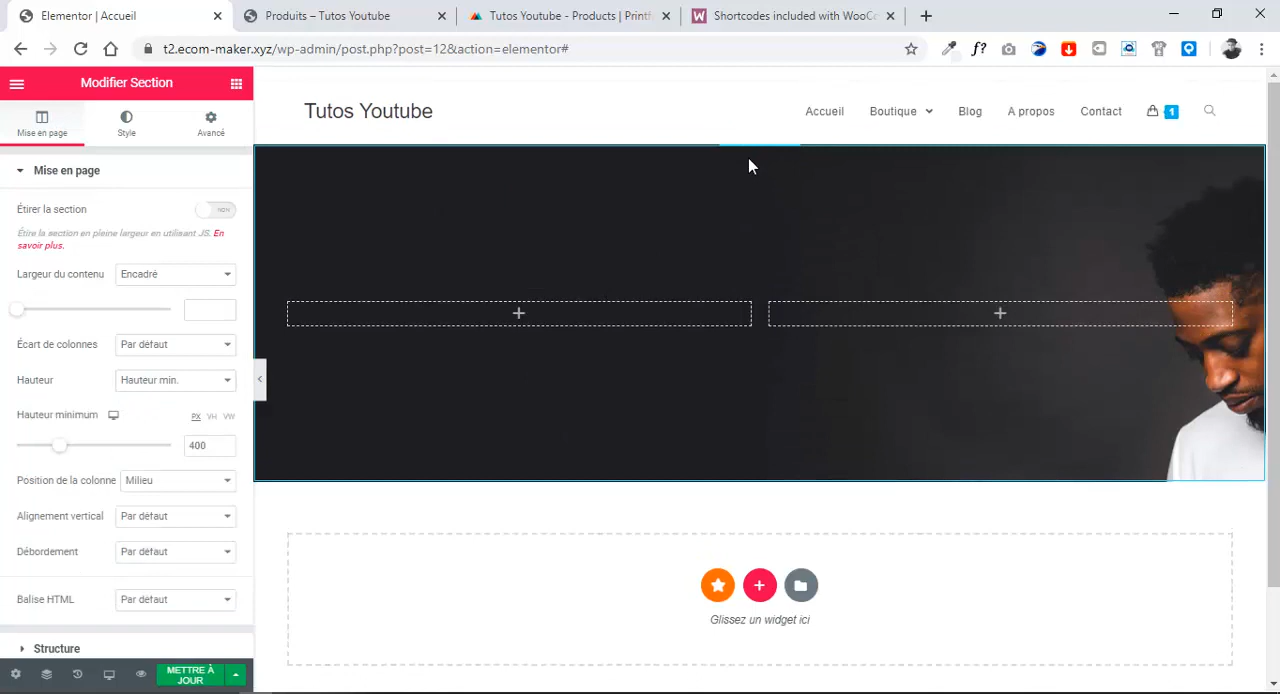 Elementor | Accueil
Produits – Tutos Youtube
Tutos Youtube - Products | Printf
Shortcodes included with WooCo
t2.ecom-maker.xyz/wp-admin/post.php?post=12&action=elementor#
f?
Modifier Section
Mise en page
Style
Avancé
Tutos Youtube
Accueil
Boutique
Blog
A propos
Contact
1
Mise en page
Étirer la section
NON
Étire la section en pleine largeur en utilisant JS. En
savoir plus.
Largeur du contenu
Encadré
Écart de colonnes
Par défaut
Hauteur
Hauteur min.
Hauteur minimum
PX VH VW
400
Position de la colonne
Milieu
Alignement vertical
Par défaut
Débordement
Par défaut
Balise HTML
Par défaut
Structure
METTRE À
JOUR
Glissez un widget ici